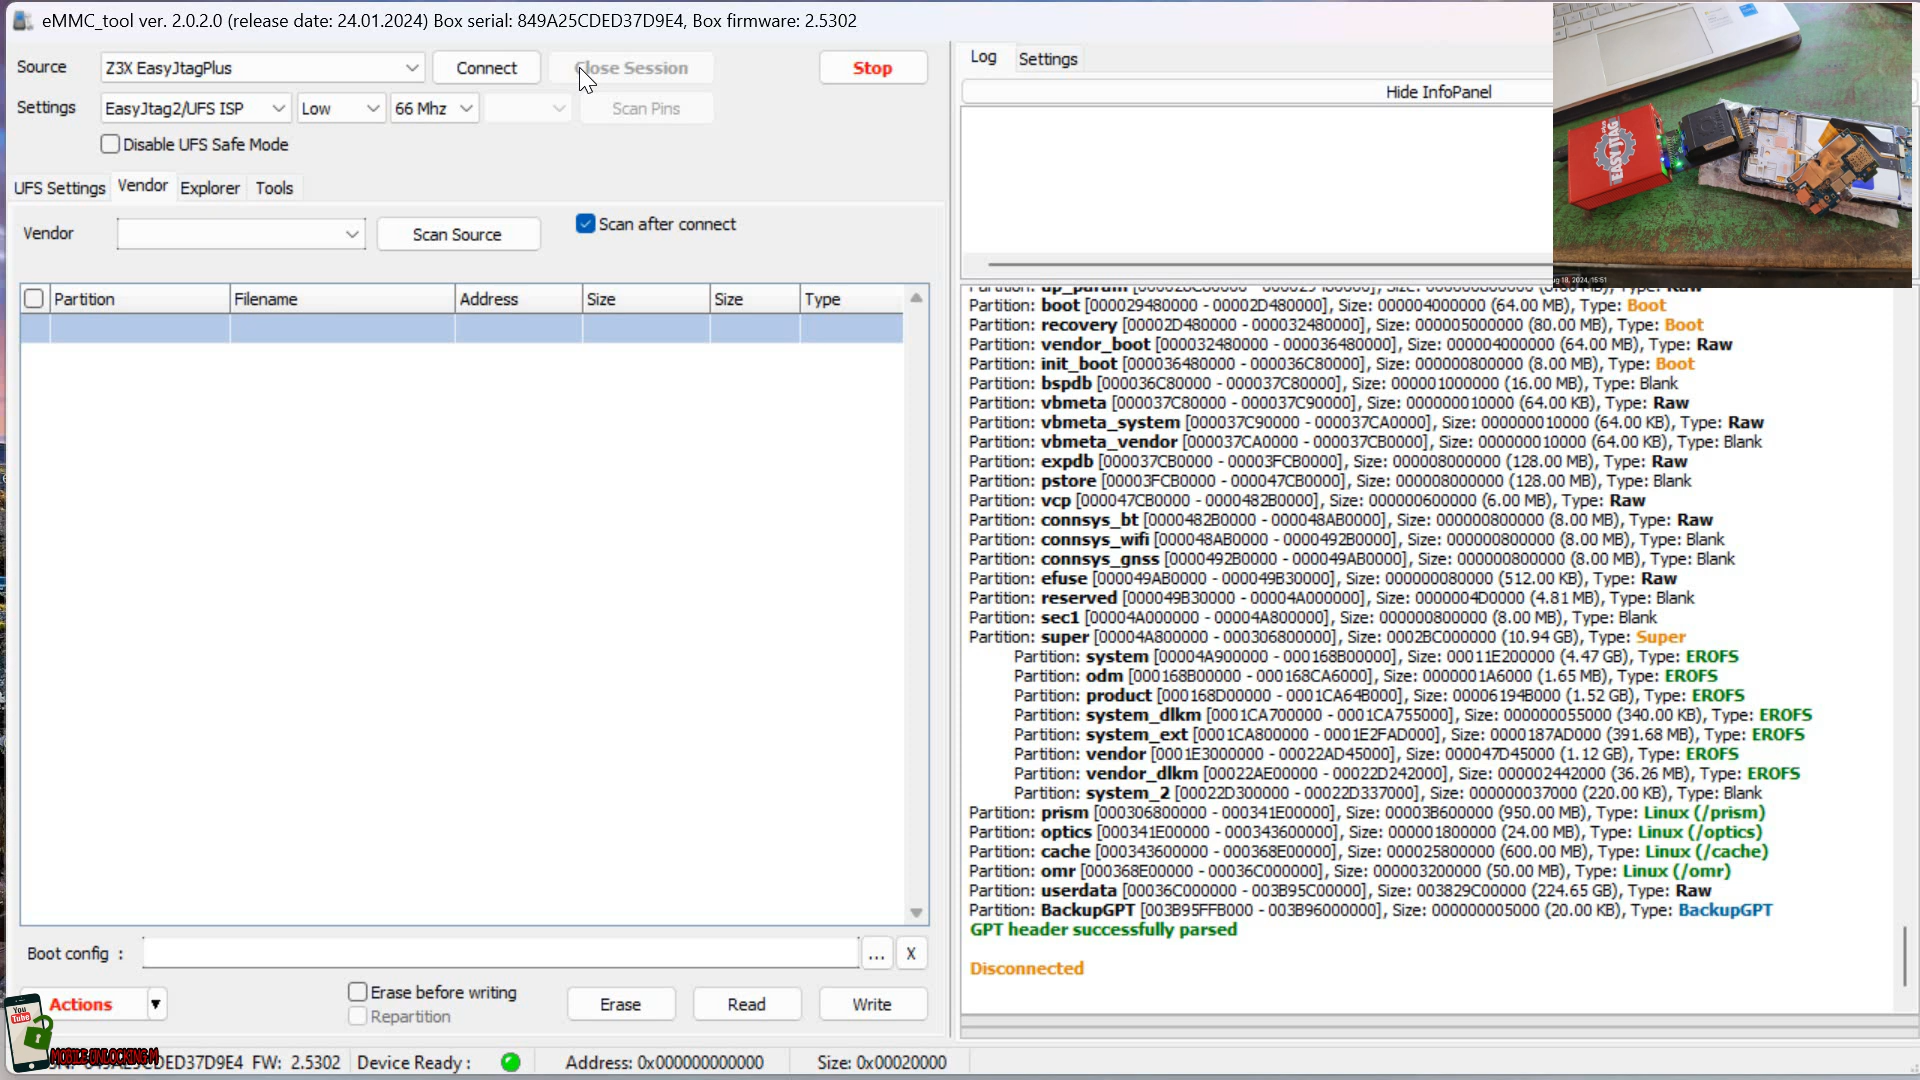 eMMC_tool ver. 2.0.2.0 (release date: 24.01.2024) Box serial: 849A25CDED37D9E4, Box firmware: 2.5302
Source
Z3X EasyJtagPlus
Connect
Close Session
Stop
Settings
EasyJtag2/UFS ISP
Low
66 Mhz
Scan Pins
Disable UFS Safe Mode
UFS Settings
Vendor
Explorer
Tools
Vendor
Scan Source
Scan after connect
Partition
Filename
Address
Size
Size
Type
Boot config :
...
X
Actions
Erase before writing
Repartition
Erase
Read
Write
DED37D9E4 FW: 2.5302
Device Ready :
Address: 0x000000000000
Size: 0x00020000
You
Tube
MOBILE UNLOCKING M
Log
Settings
Hide InfoPanel
EASY JTAG
plus
18, 2024, 15:51
Partition: boot [000029480000 - 00002D480000], Size: 000004000000 (64.00 MB), Type: Boot
Partition: recovery [00002D480000 - 000032480000], Size: 000005000000 (80.00 MB), Type: Boot
Partition: vendor_boot [000032480000 - 000036480000], Size: 000004000000 (64.00 MB), Type: Raw
Partition: init_boot [000036480000 - 000036C80000], Size: 000000800000 (8.00 MB), Type: Boot
Partition: bspdb [000036C80000 - 000037C80000], Size: 000001000000 (16.00 MB), Type: Blank
Partition: vbmeta [000037C80000 - 000037C90000], Size: 000000010000 (64.00 KB), Type: Raw
Partition: vbmeta_system [000037C90000 - 000037CA0000], Size: 000000010000 (64.00 KB), Type: Raw
Partition: vbmeta_vendor [000037CA0000 - 000037CB0000], Size: 000000010000 (64.00 KB), Type: Blank
Partition: expdb [000037CB0000 - 00003FCB0000], Size: 000008000000 (128.00 MB), Type: Raw
Partition: pstore [00003FCB0000 - 000047CB0000], Size: 000008000000 (128.00 MB), Type: Blank
Partition: vcp [000047CB0000 - 0000482B0000], Size: 000000600000 (6.00 MB), Type: Raw
Partition: connsys_bt [0000482B0000 - 000048AB0000], Size: 000000800000 (8.00 MB), Type: Raw
Partition: connsys_wifi [000048AB0000 - 0000492B0000], Size: 000000800000 (8.00 MB), Type: Blank
Partition: connsys_gnss [0000492B0000 - 000049AB0000], Size: 000000800000 (8.00 MB), Type: Blank
Partition: efuse [000049AB0000 - 000049B30000], Size: 000000080000 (512.00 KB), Type: Raw
Partition: reserved [000049B30000 - 00004A000000], Size: 0000004D0000 (4.81 MB), Type: Blank
Partition: sec1 [00004A000000 - 00004A800000], Size: 000000800000 (8.00 MB), Type: Blank
Partition: super [00004A800000 - 000306800000], Size: 0002BC000000 (10.94 GB), Type: Super
Partition: system [00004A900000 - 000168B00000], Size: 00011E200000 (4.47 GB), Type: EROFS
Partition: odm [000168B00000 - 000168CA6000], Size: 0000001A6000 (1.65 MB), Type: EROFS
Partition: product [000168D00000 - 0001CA64B000], Size: 00006194B000 (1.52 GB), Type: EROFS
Partition: system_dlkm [0001CA700000 - 0001CA755000], Size: 000000055000 (340.00 KB), Type: EROFS
Partition: system_ext [0001CA800000 - 0001E2FAD000], Size: 0000187AD000 (391.68 MB), Type: EROFS
Partition: vendor [0001E3000000 - 00022AD45000], Size: 000047D45000 (1.12 GB), Type: EROFS
Partition: vendor_dlkm [00022AE00000 - 00022D242000], Size: 000002442000 (36.26 MB), Type: EROFS
Partition: system_2 [00022D300000 - 00022D337000], Size: 000000037000 (220.00 KB), Type: Blank
Partition: prism [000306800000 - 000341E00000], Size: 00003B600000 (950.00 MB), Type: Linux (/prism)
Partition: optics [000341E00000 - 000343600000], Size: 000001800000 (24.00 MB), Type: Linux (/optics)
Partition: cache [000343600000 - 000368E00000], Size: 000025800000 (600.00 MB), Type: Linux (/cache)
Partition: omr [000368E00000 - 00036C000000], Size: 000003200000 (50.00 MB), Type: Linux (/omr)
Partition: userdata [00036C000000 - 003B95C00000], Size: 003829C00000 (224.65 GB), Type: Raw
Partition: BackupGPT [003B95FFB000 - 003B96000000], Size: 000000005000 (20.00 KB), Type: BackupGPT
GPT header successfully parsed
Disconnected